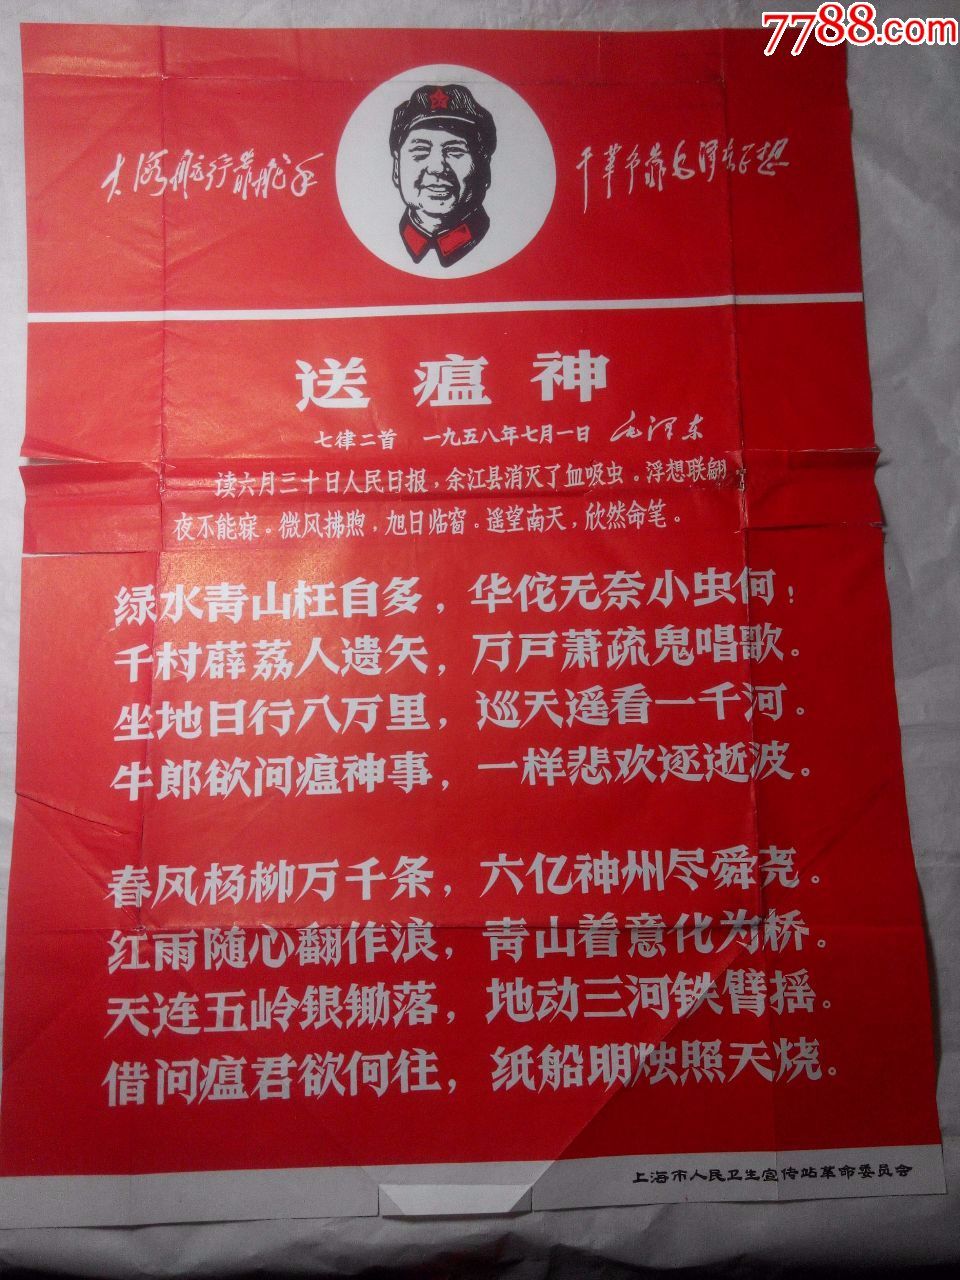 7788.com
大海航行靠舵手
干革命靠毛泽东思想
送瘟神
七律二首 一九五八年七月一日 毛泽东
读六月三十日人民日报，余江县消灭了血吸虫。浮想联翩，
夜不能寐。微风拂煦，旭日临窗。遥望南天，欣然命笔。
绿水青山枉自多，华佗无奈小虫何！
千村薜荔人遗矢，万户萧疏鬼唱歌。
坐地日行八万里，巡天遥看一千河。
牛郎欲问瘟神事，一样悲欢逐逝波。
春风杨柳万千条，六亿神州尽舜尧。
红雨随心翻作浪，青山着意化为桥。
天连五岭银锄落，地动三河铁臂摇。
借问瘟君欲何往，纸船明烛照天烧。
上海市人民卫生宣传站革命委员会